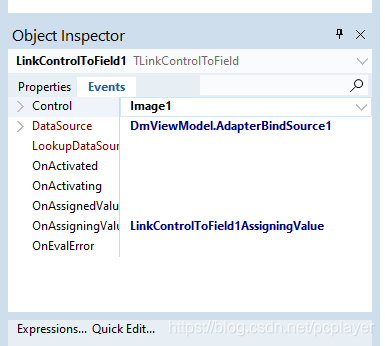 Object Inspector
LinkControlToField1 TLinkControlToField
Properties Events
Control Image1
DataSource DmViewModel.AdapterBindSource1
LookupDataSour
OnActivated
OnActivating
OnAssignedValu
OnAssigningValu LinkControlToField1AssigningValue
OnEvalError
Expressions... Quick Edit...
https://blog.csdn.net/pcplayer